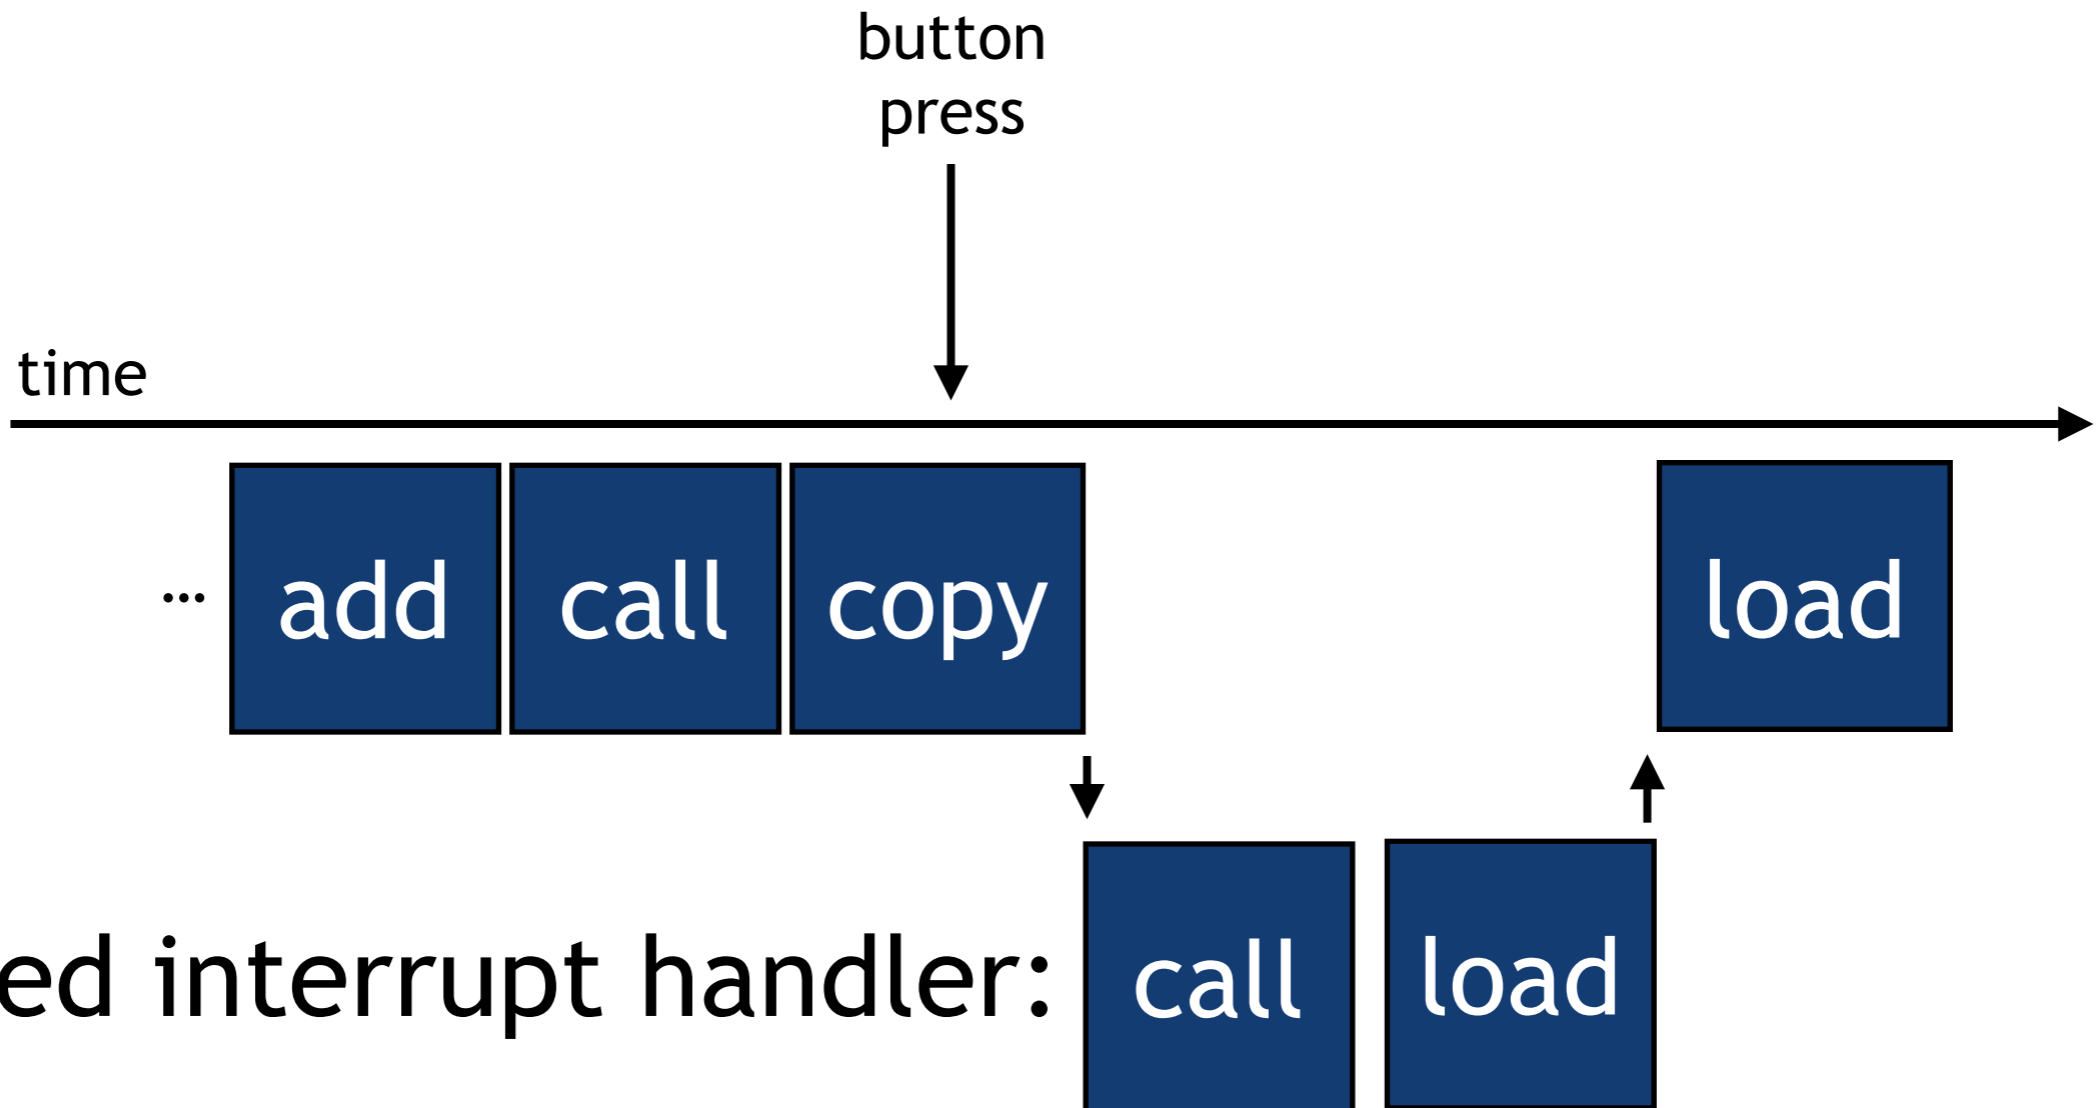 button
press
time
... add call copy load
ed interrupt handler: call load